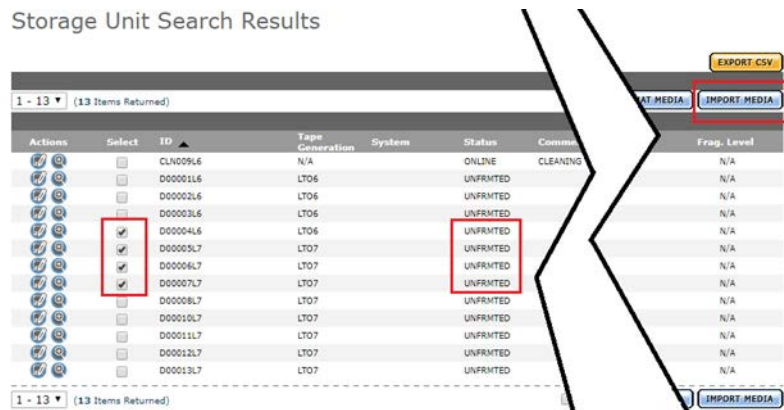 Storage Unit Search Results
EXPORT CSV
1 - 13 (13 Items Returned) AT MEDIA IMPORT MEDIA
Actions Select ID Tape Generation System Status Comme Frag. Level
CLN009L6 N/A ONLINE CLEANING N/A
D00001L6 LTO6 UNFRMTED N/A
D00002L6 LTO6 UNFRMTED N/A
D00003L6 LTO6 UNFRMTED N/A
D00004L6 LTO6 UNFRMTED N/A
D00005L7 LTO7 UNFRMTED N/A
D00006L7 LTO7 UNFRMTED N/A
D00007L7 LTO7 UNFRMTED N/A
D00008L7 LTO7 UNFRMTED N/A
D00010L7 LTO7 UNFRMTED N/A
D00011L7 LTO7 UNFRMTED N/A
D00012L7 LTO7 UNFRMTED N/A
D00013L7 LTO7 UNFRMTED N/A
1 - 13 (13 Items Returned) IMPORT MEDIA